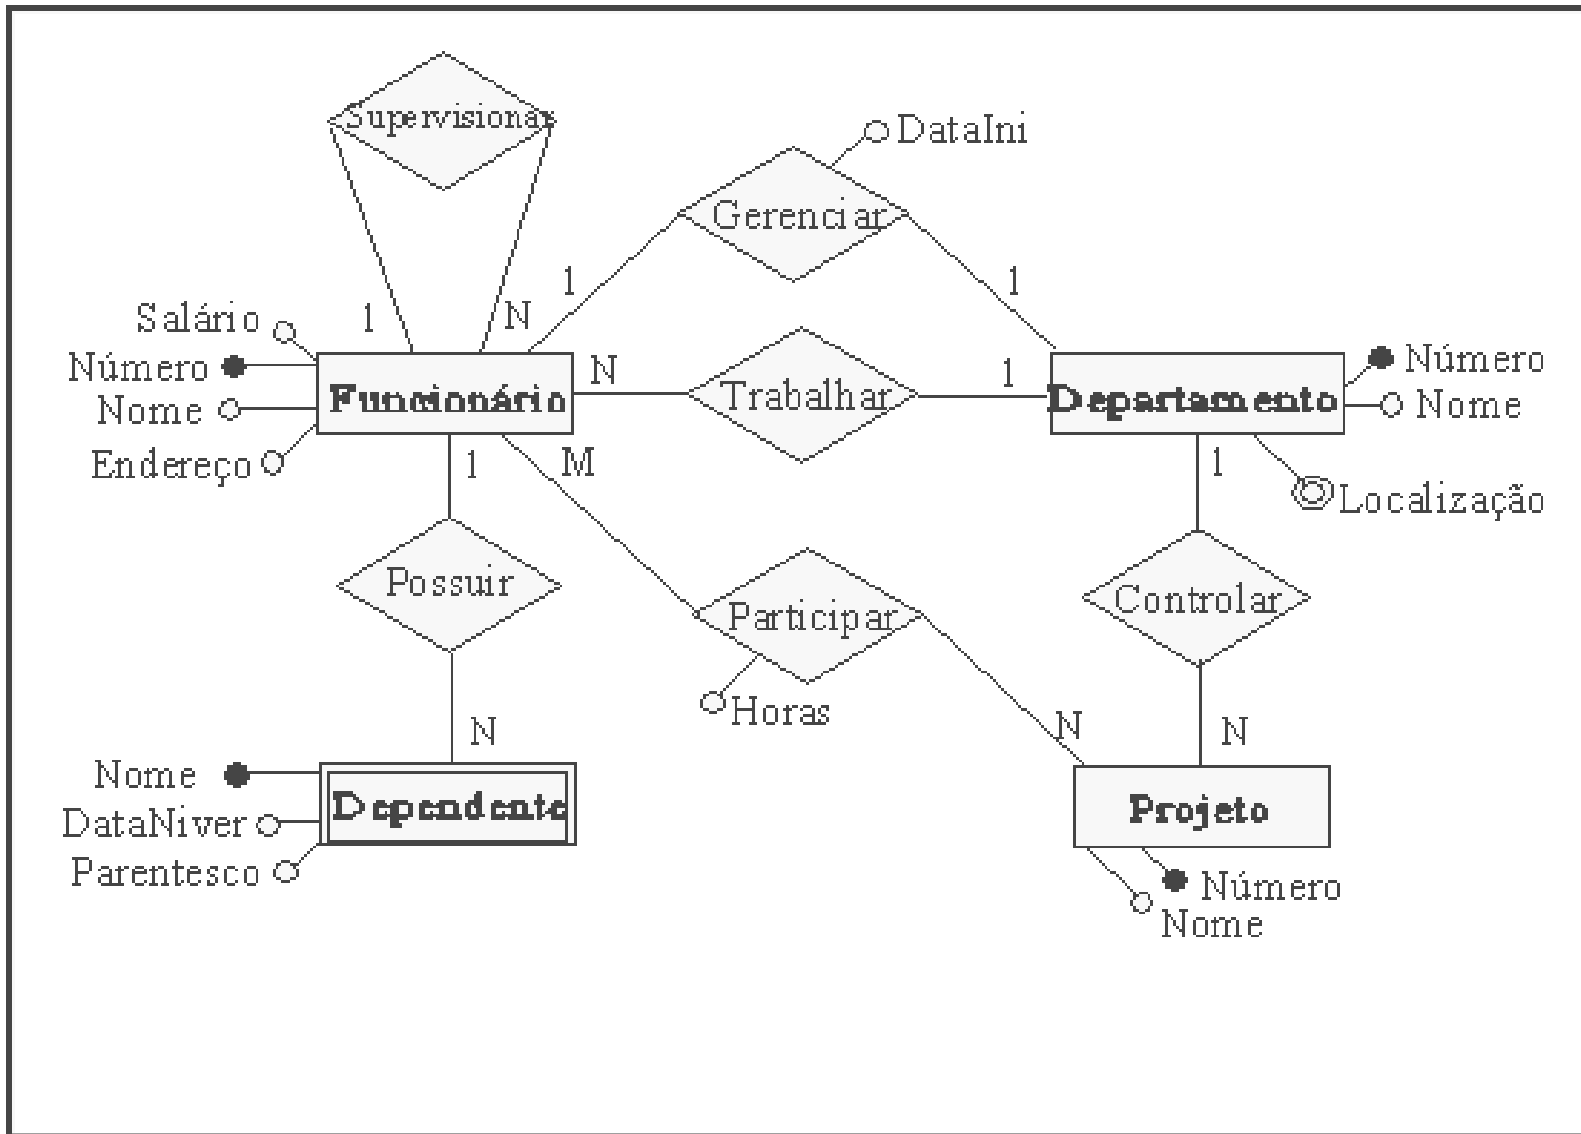 Supervisionar
DataIni
Gerenciar
1
1
1
N
Salário
Número
Nome
Endereço
Funcionário
N
Trabalhar
1
Departamento
Número
Nome
Localização
1
M
1
Possuir
Participar
Horas
Controlar
N
N
N
Nome
DataNiver
Parentesco
Dependente
Projeto
Número
Nome